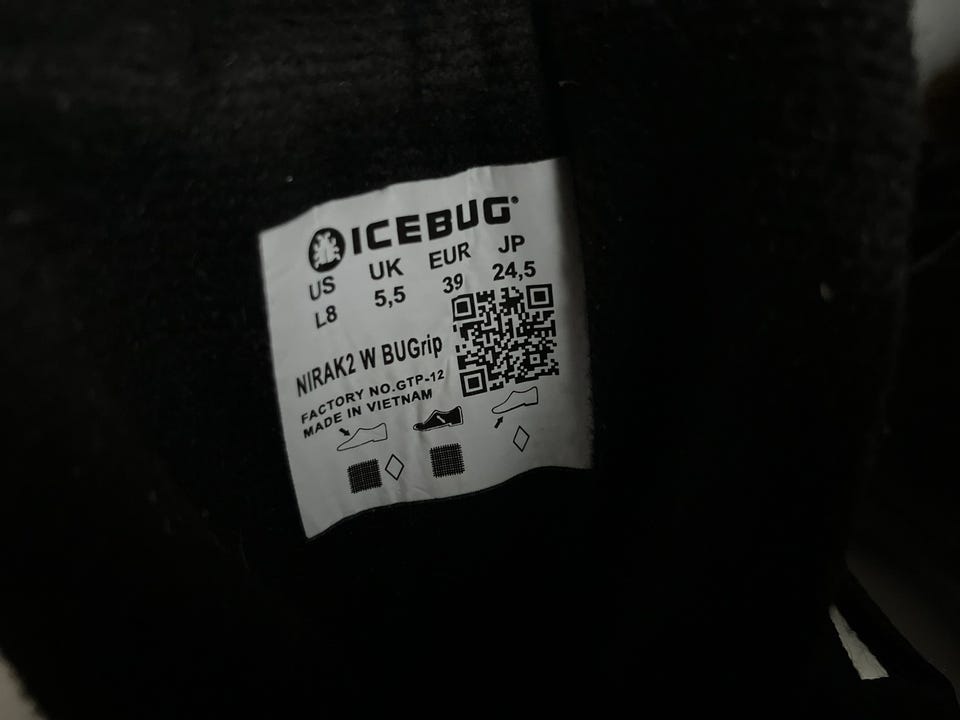 ICEBUG®
US UK EUR JP
L8 5,5 39 24,5
NIRAK2 W BUGrip
FACTORY NO.GTP-12
MADE IN VIETNAM